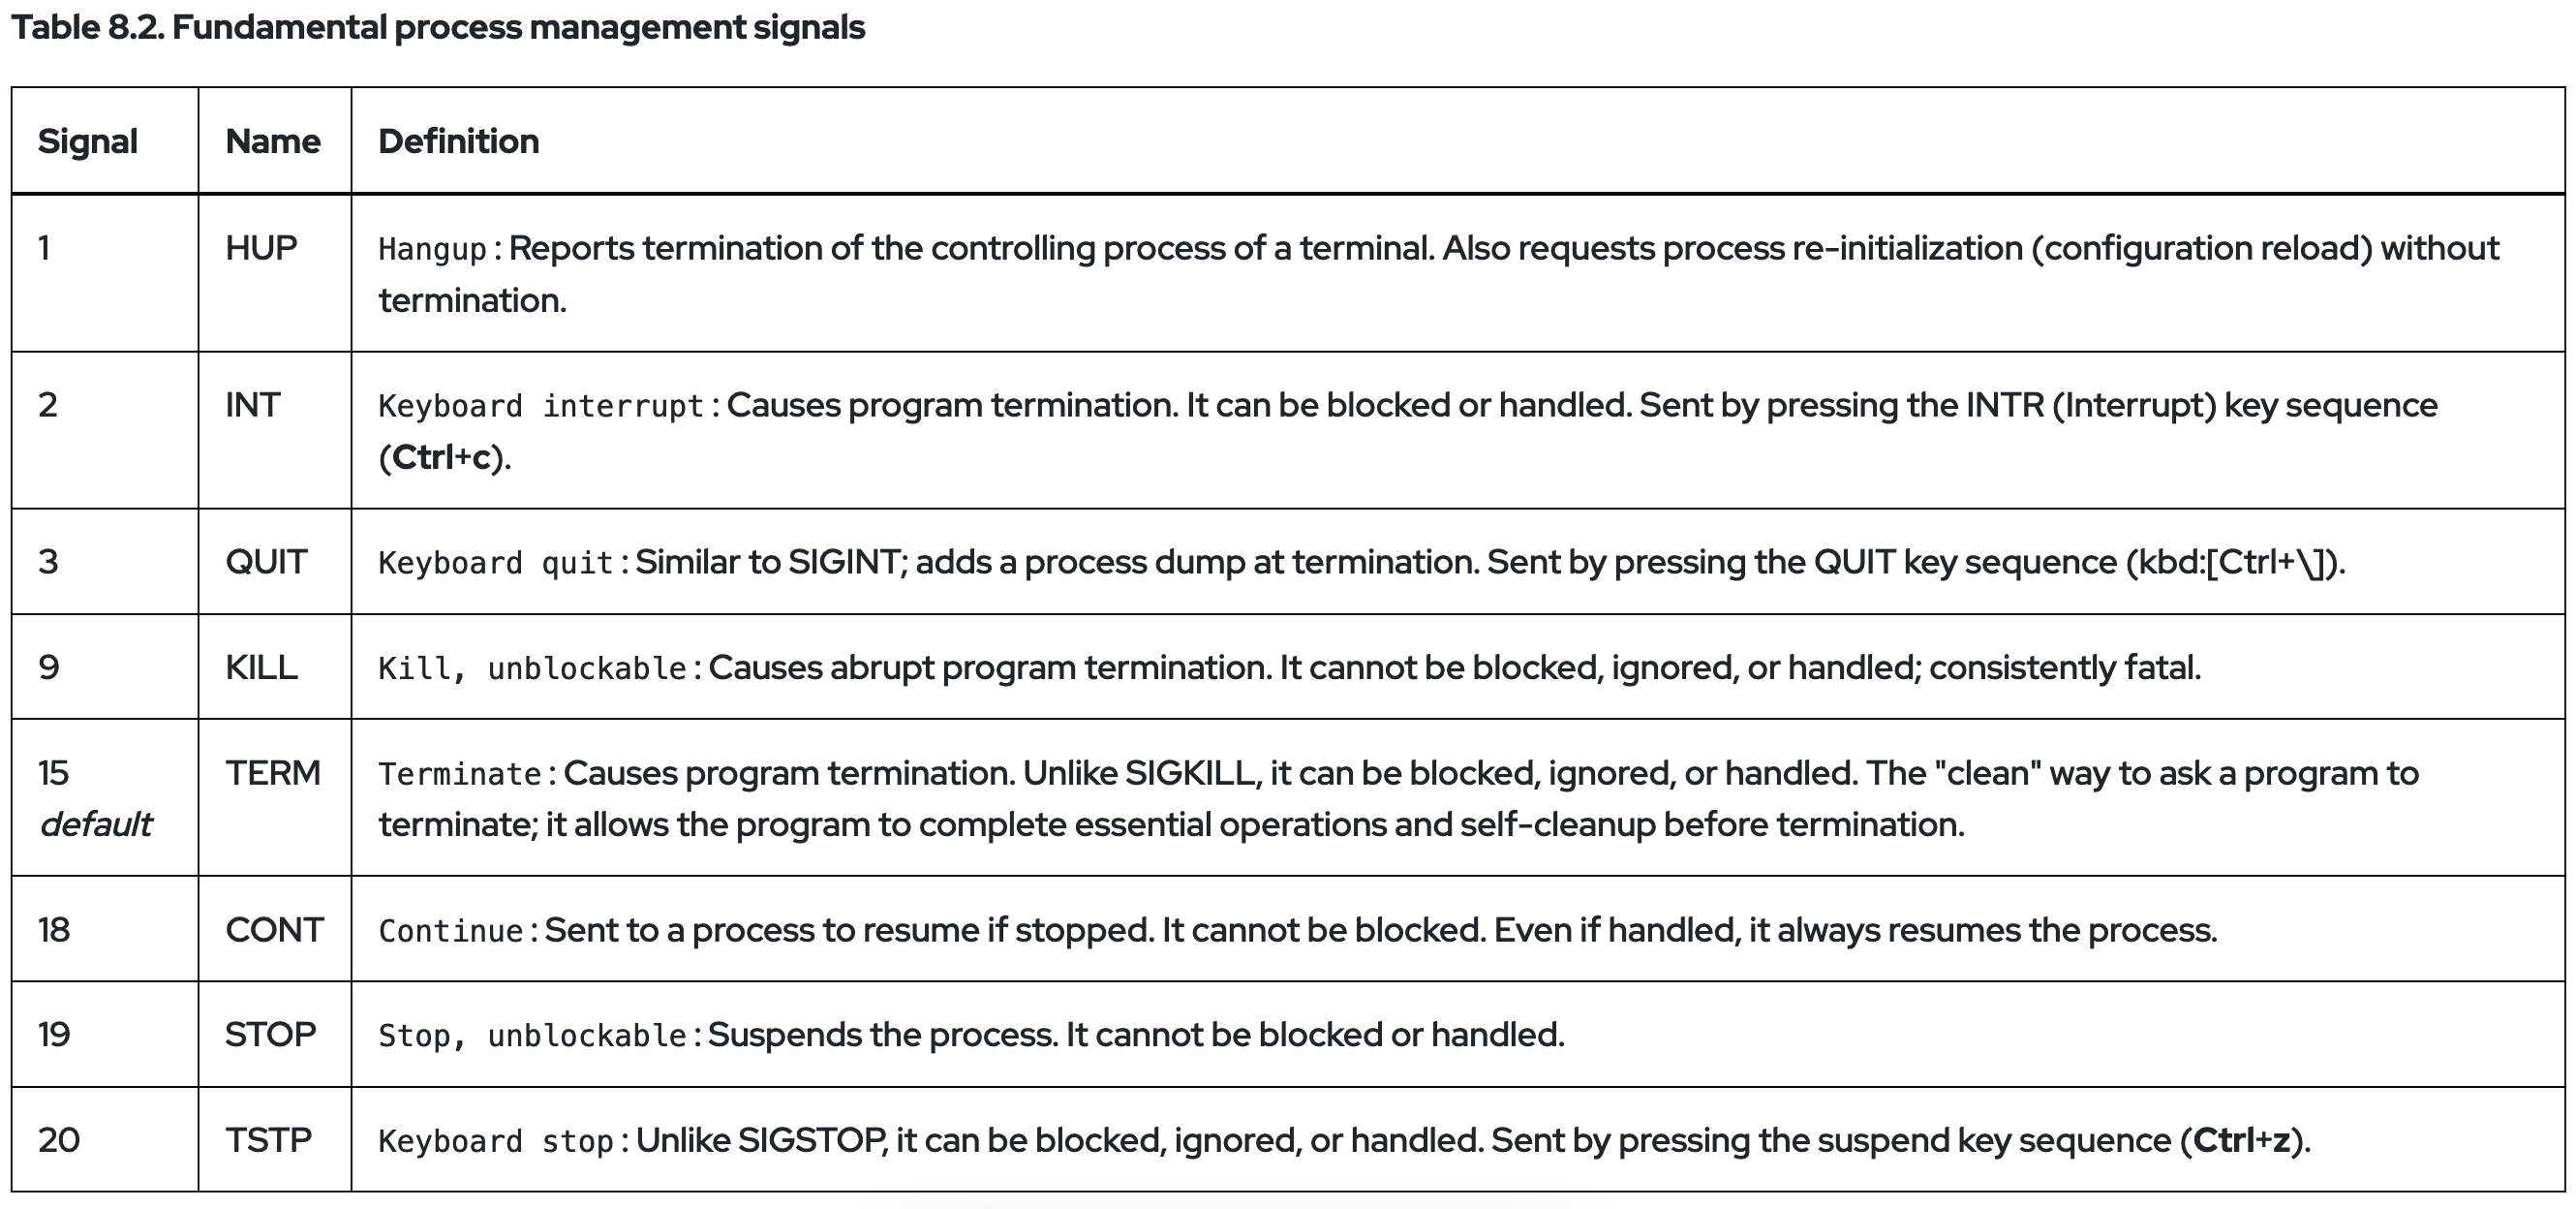 Table 8.2. Fundamental process management signals
Signal Name Definition
1 HUP Hangup : Reports termination of the controlling process of a terminal. Also requests process re-initialization (configuration reload) without
termination.
2 INT Keyboard interrupt : Causes program termination. It can be blocked or handled. Sent by pressing the INTR (Interrupt) key sequence
(Ctrl+c).
3 QUIT Keyboard quit : Similar to SIGINT; adds a process dump at termination. Sent by pressing the QUIT key sequence (kbd:[Ctrl+\]).
9 KILL Kill, unblockable : Causes abrupt program termination. It cannot be blocked, ignored, or handled; consistently fatal.
15 TERM Terminate : Causes program termination. Unlike SIGKILL, it can be blocked, ignored, or handled. The "clean" way to ask a program to
default terminate; it allows the program to complete essential operations and self-cleanup before termination.
18 CONT Continue : Sent to a process to resume if stopped. It cannot be blocked. Even if handled, it always resumes the process.
19 STOP Stop, unblockable : Suspends the process. It cannot be blocked or handled.
20 TSTP Keyboard stop : Unlike SIGSTOP, it can be blocked, ignored, or handled. Sent by pressing the suspend key sequence (Ctrl+z).